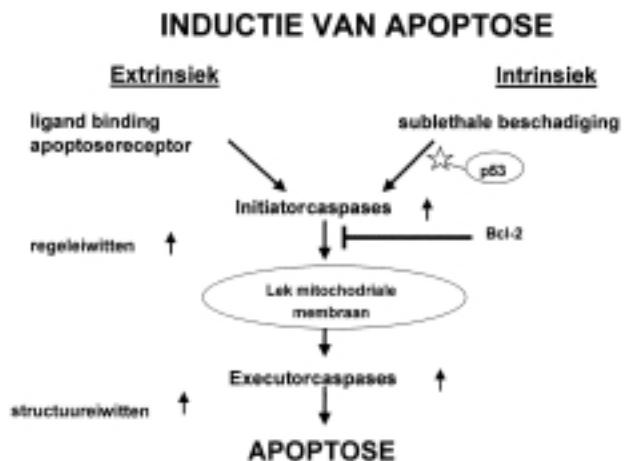 INDUCTIE VAN APOPTOSE
Extrinsiek
Intrinsiek
ligand binding
apoptosereceptor
sublethale beschadiging
p53
Initiatorcaspases
regeleiwitten
Bcl-2
Lek mitochodriale
membraan
Executorcaspases
structuureiwitten
APOPTOSE